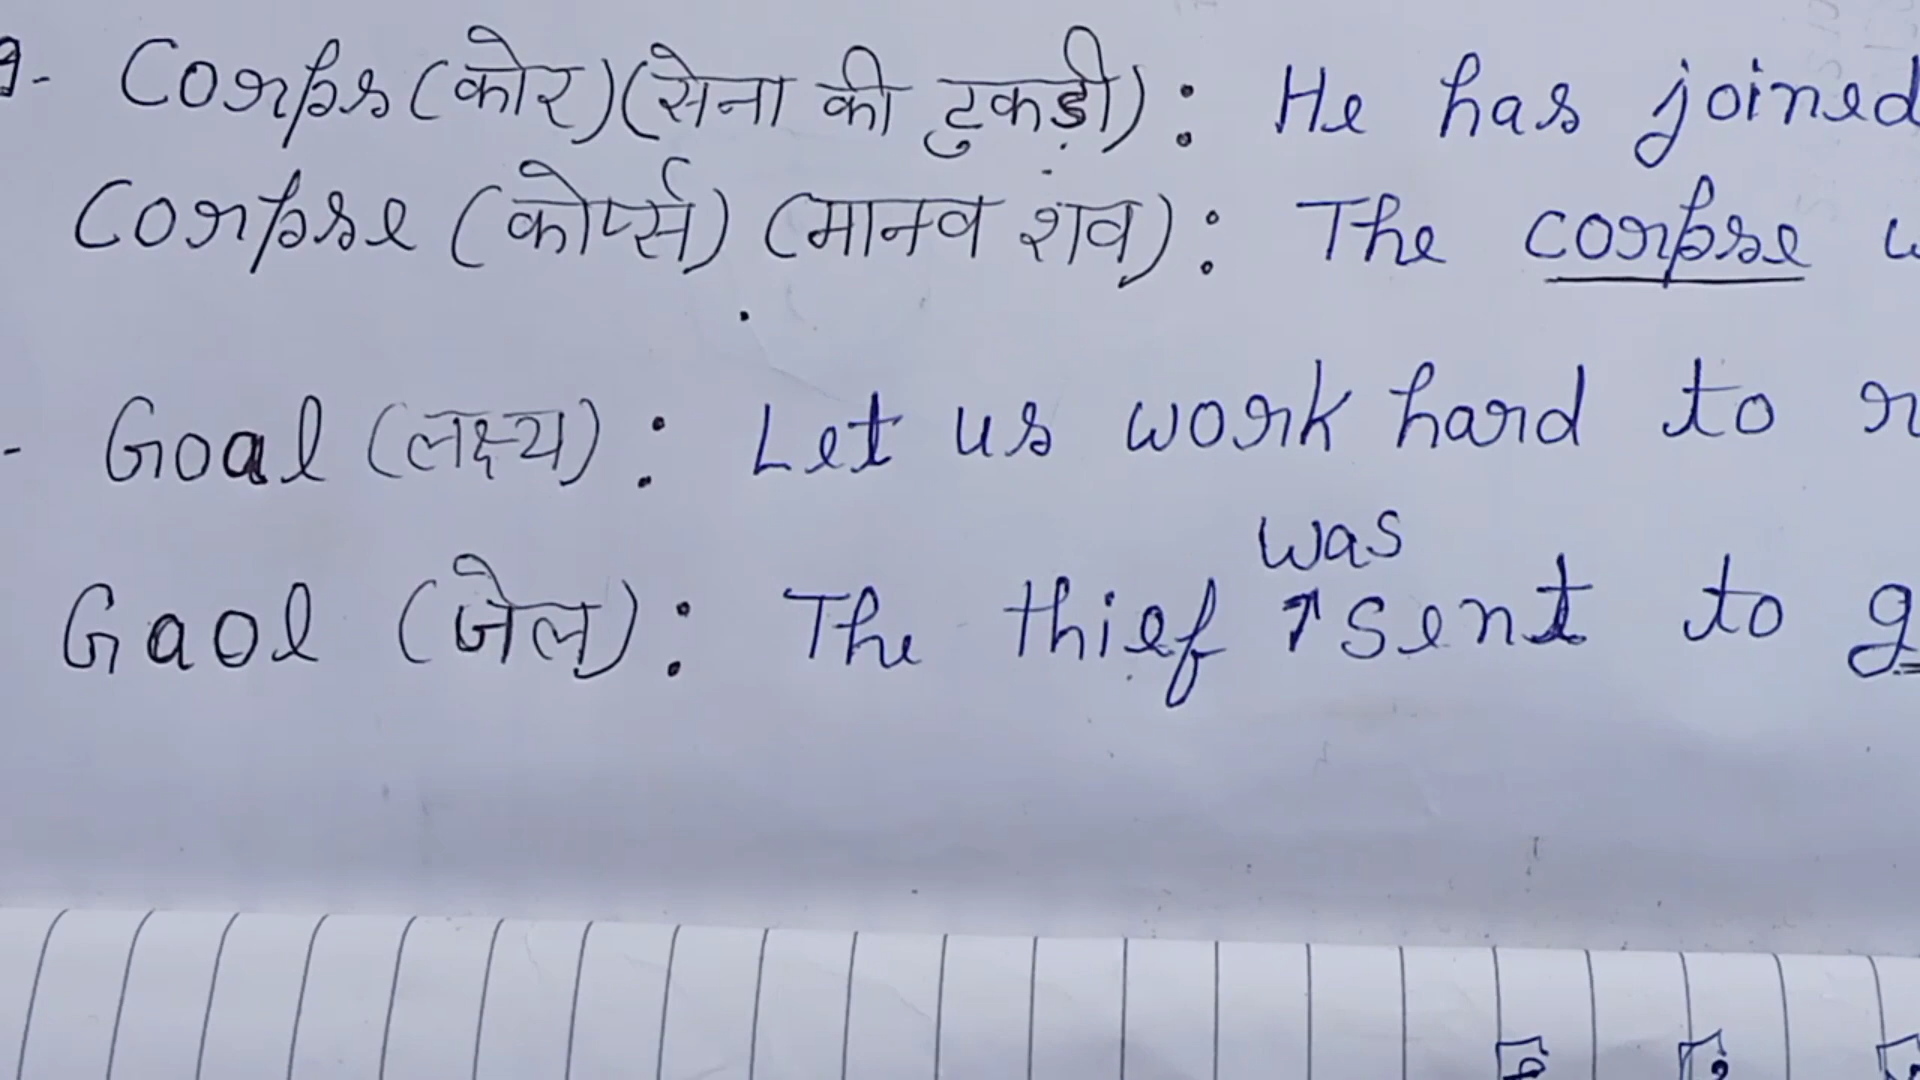 9- Corps (कोर) (सेना की टुकड़ी): He has joined
Corpse (कोर्प्स) (मानव शव): The corpse
- Goal (लक्ष्य): Let us work hard to
was
Gaol (जेल): The thief ↑ sent to